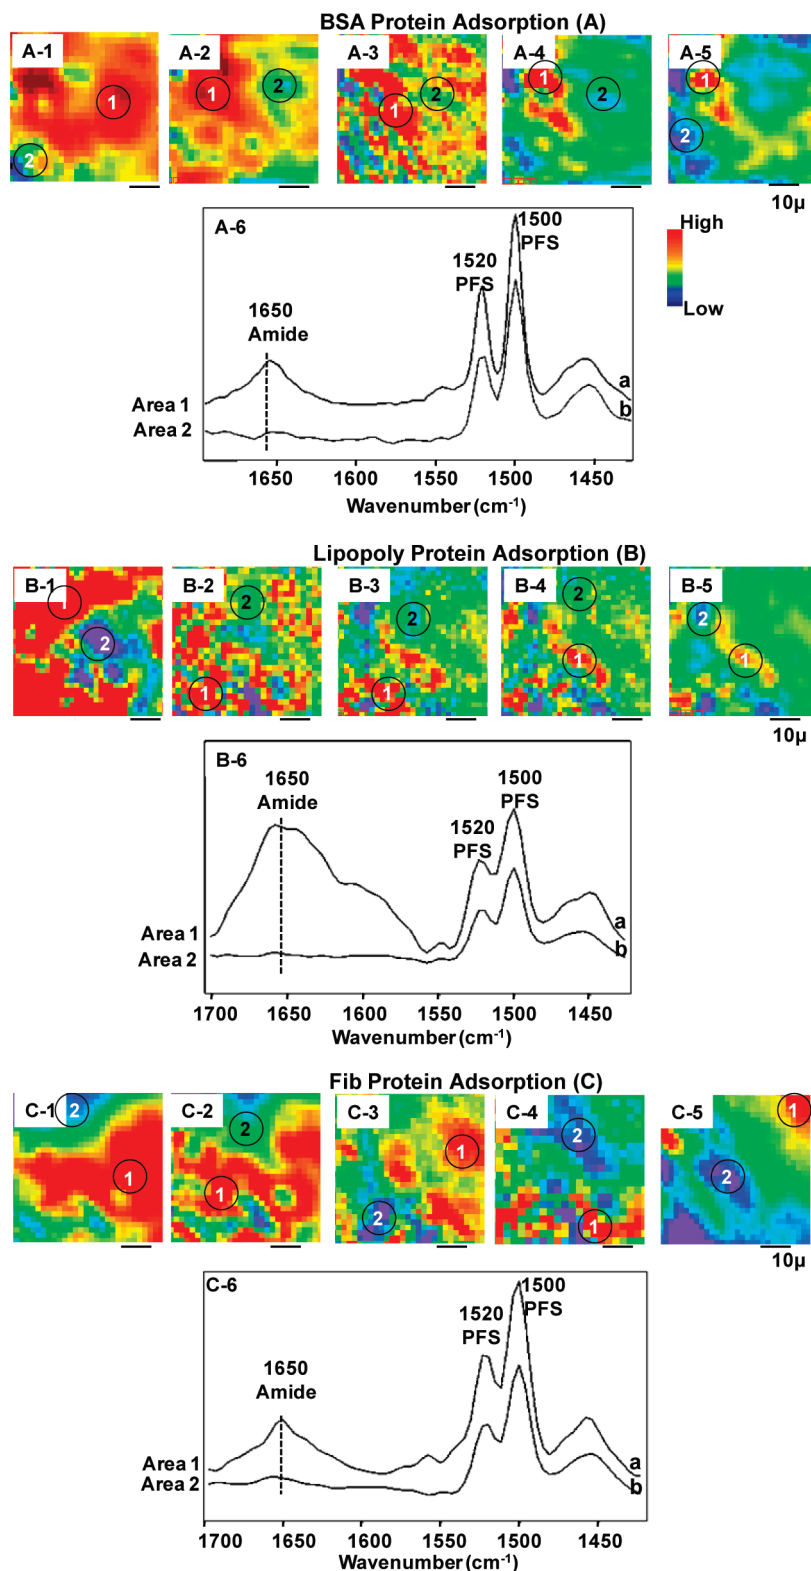 BSA Protein Adsorption (A)
A-1 A-2 A-3 A-4 A-5
1 2 1 2 1 2 1 2 1 2
10μ
A-6
High
Low
1500
PFS
1520
PFS
1650
Amide
a
b
Area 1
Area 2
1650 1600 1550 1500 1450
Wavenumber (cm⁻¹)
Lipopoly Protein Adsorption (B)
B-1 B-2 B-3 B-4 B-5
1 2 2 1 2 1 2 1 2 1
10μ
B-6
1650
Amide
1500
PFS
1520
PFS
a
b
Area 1
Area 2
1700 1650 1600 1550 1500 1450
Wavenumber (cm⁻¹)
Fib Protein Adsorption (C)
C-1 C-2 C-3 C-4 C-5
2 1 2 1 1 2 2 1 1 2
10μ
C-6
1500
PFS
1520
PFS
1650
Amide
a
b
Area 1
Area 2
1700 1650 1600 1550 1500 1450
Wavenumber (cm⁻¹)